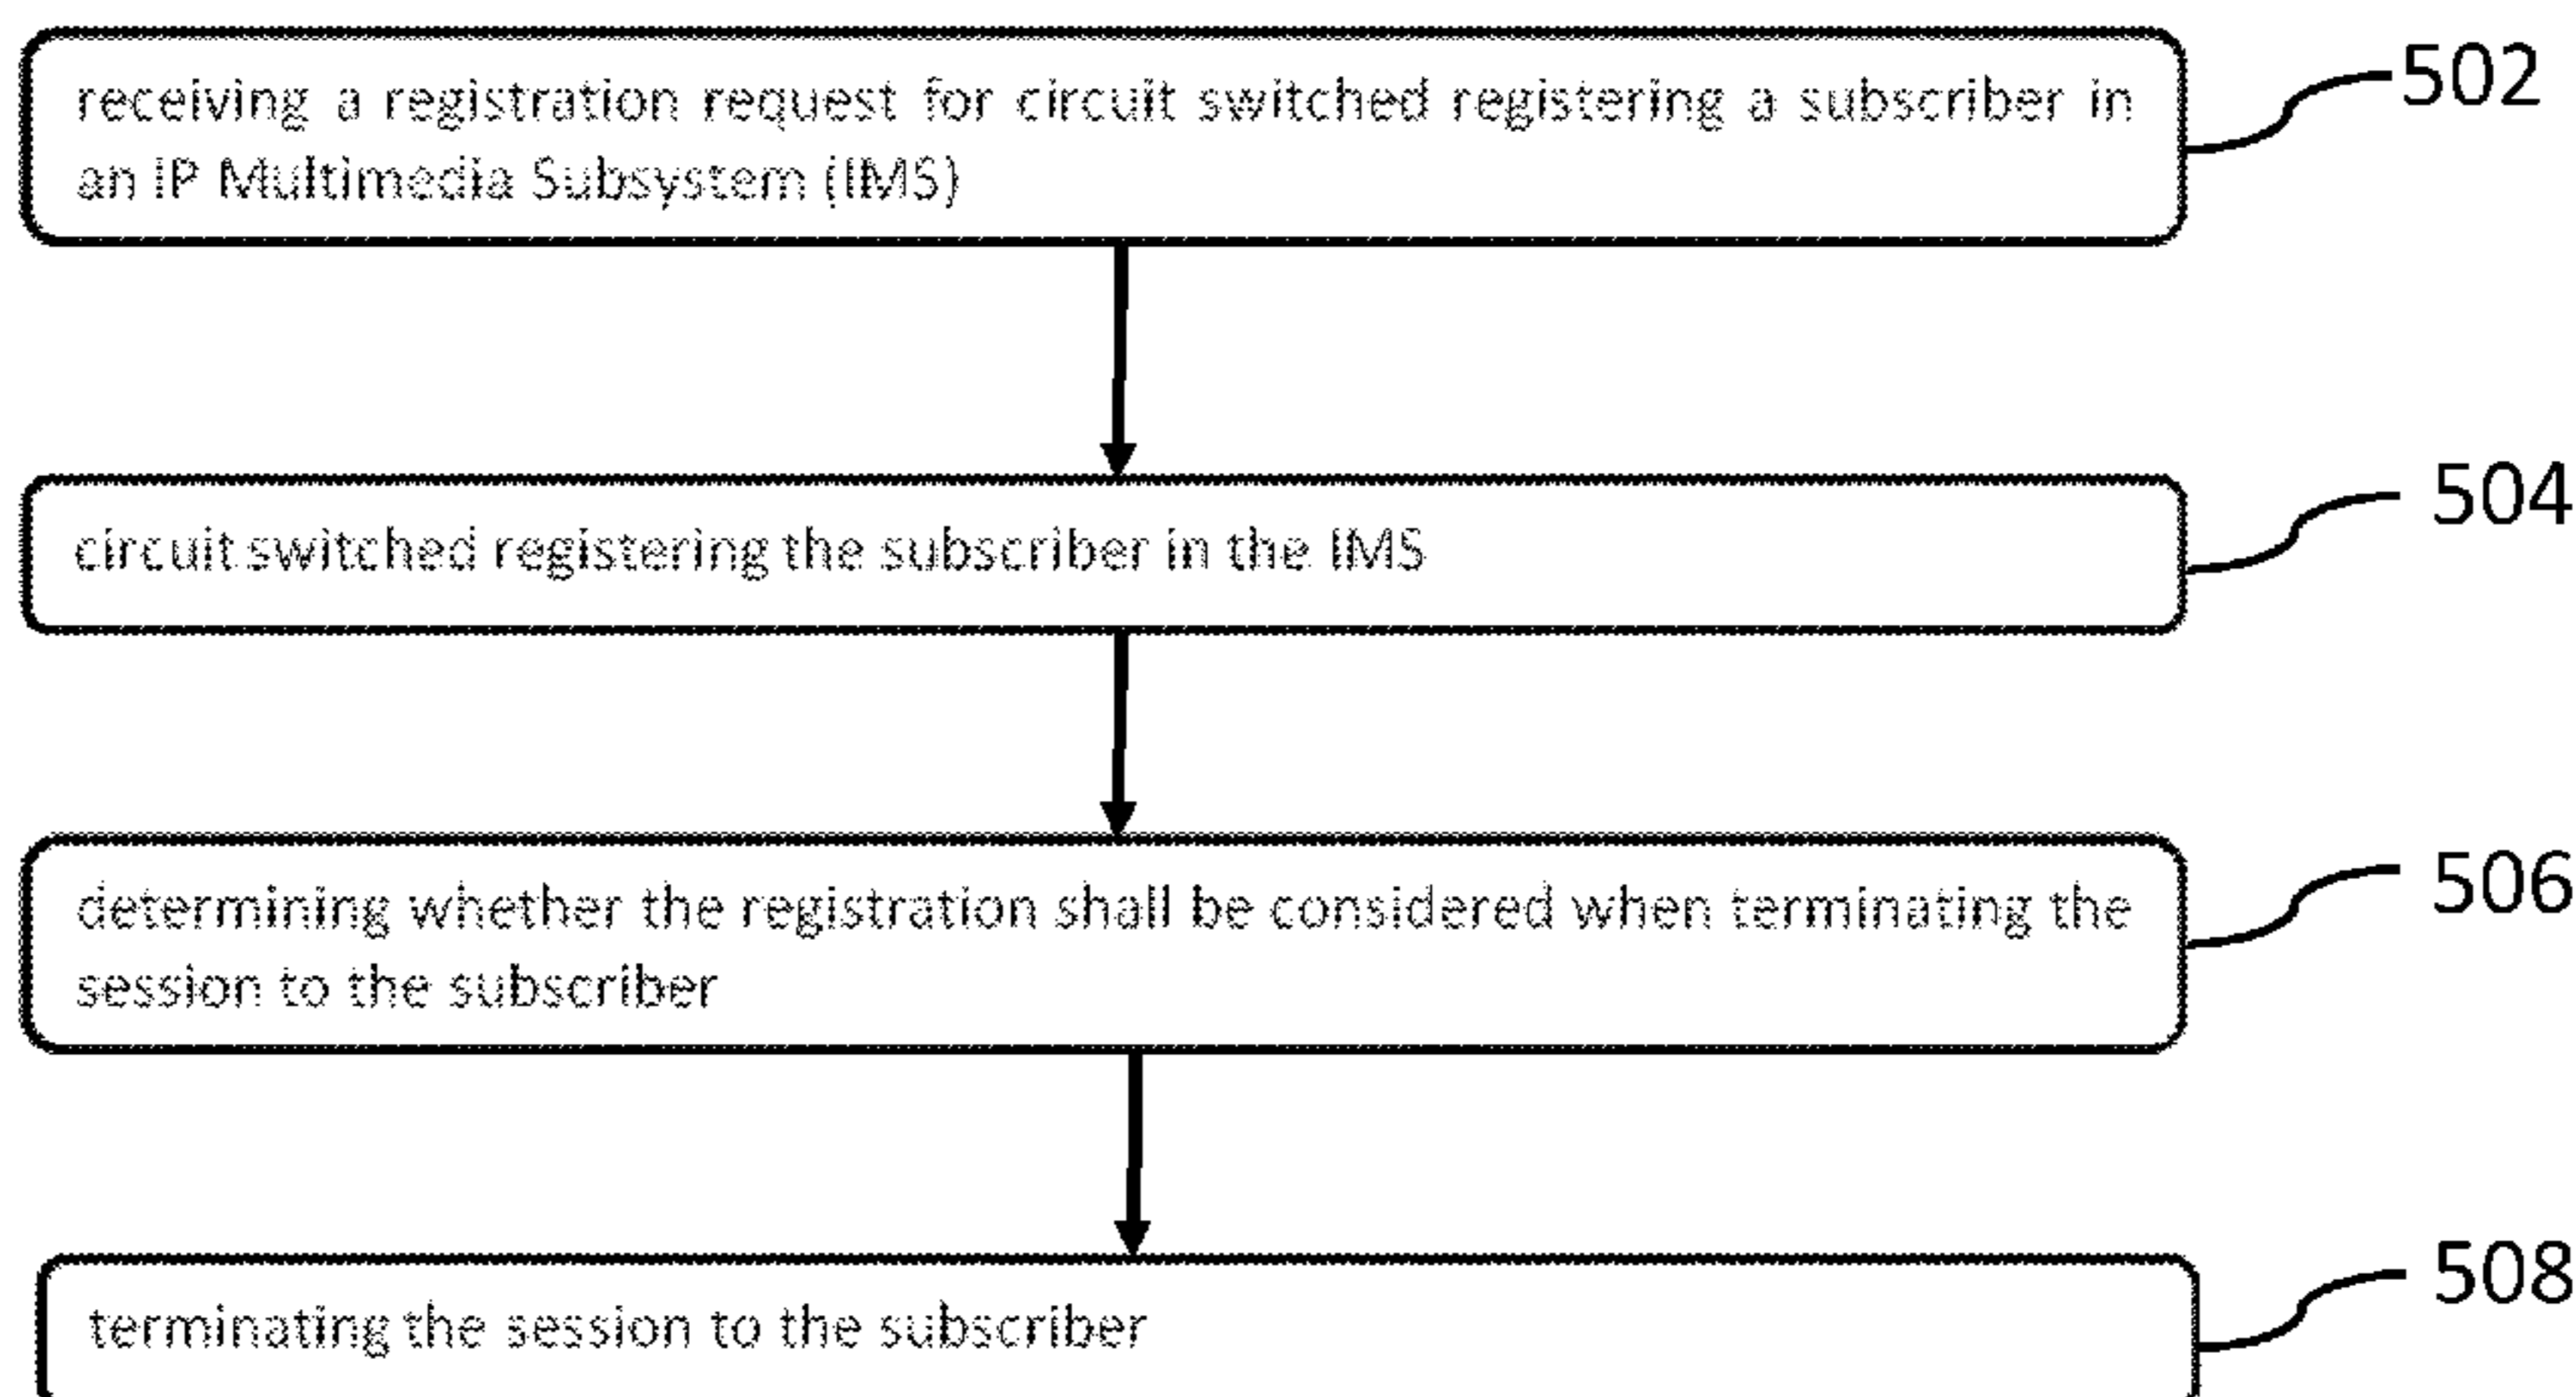 receiving a registration request for circuit switched registering a subscriber in
an IP Multimedia Subsystem (IMS)
502
circuit switched registering the subscriber in the IMS
504
determining whether the registration shall be considered when terminating the
session to the subscriber
506
terminating the session to the subscriber
508